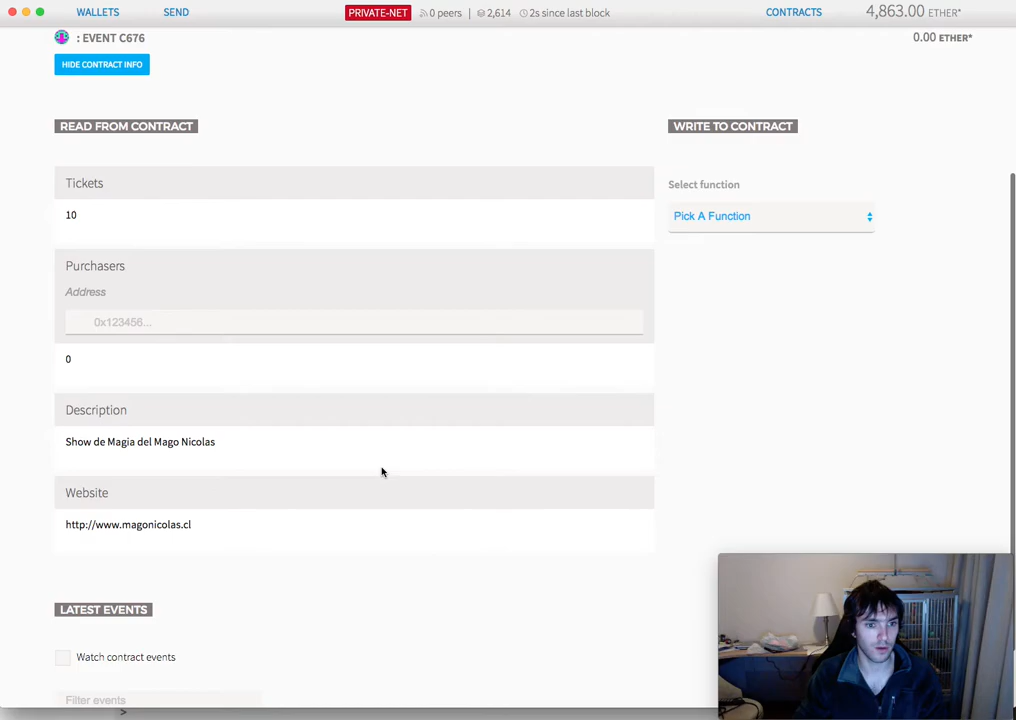 WALLETS SEND PRIVATE-NET 0 peers | 2,614 2s since last block CONTRACTS 4,863.00 ETHER*
: EVENT C676 0.00 ETHER*
HIDE CONTRACT INFO
READ FROM CONTRACT
Tickets
10
Purchasers
Address
0x123456...
0
Description
Show de Magia del Mago Nicolas
Website
http://www.magonicolas.cl
WRITE TO CONTRACT
Select function
Pick A Function
LATEST EVENTS
Watch contract events
Filter events
>